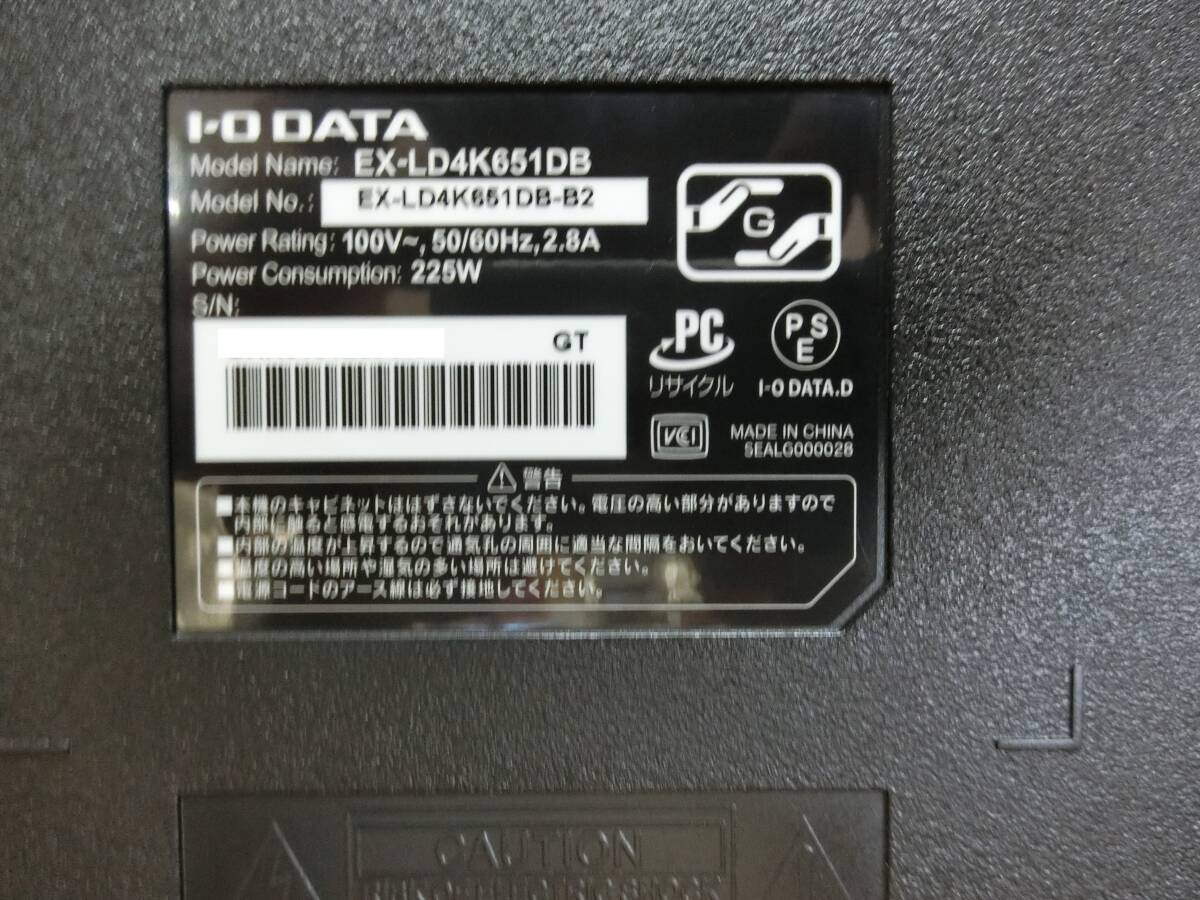 I-O DATA
Model Name: EX-LD4K651DB
Model No.: EX-LD4K651DB-B2
Power Rating: 100V~, 50/60Hz, 2.8A
Power Consumption: 225W
S/N:
GT
G
PC
リサイクル
PSE
I-O DATA.D
VCCI
MADE IN CHINA
SEALG000028
警告
■本機のキャビネットははずさないでください。電圧の高い部分がありますので
内部に触ると感電するおそれがあります。
■内部の温度が上昇するので通気孔の周囲に適当な間隔をおいてください。
■温度の高い場所や湿気の多い場所は避けてください。
■電源コードのアース線は必ず接地してください。
CAUTION